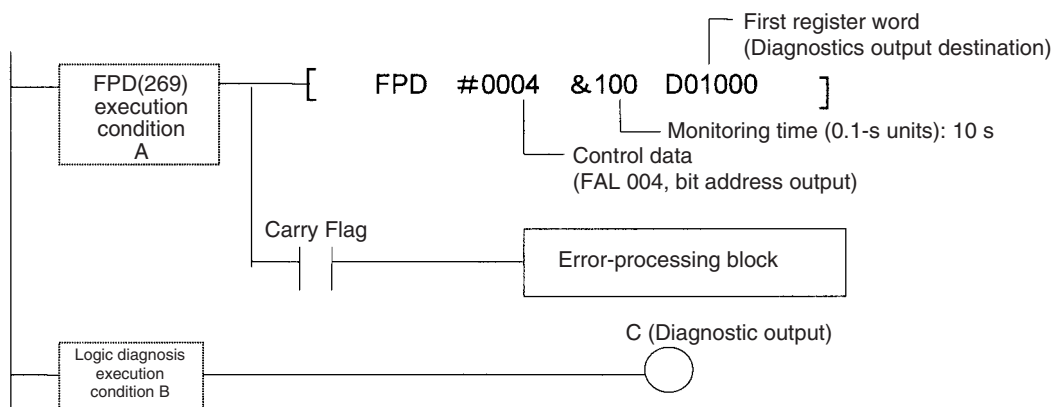 First register word
(Diagnostics output destination)
FPD(269)
execution
condition
A
[ FPD #0004 &100 D01000 ]
Monitoring time (0.1-s units): 10 s
Control data
(FAL 004, bit address output)
Carry Flag
Error-processing block
C (Diagnostic output)
Logic diagnosis
execution
condition B